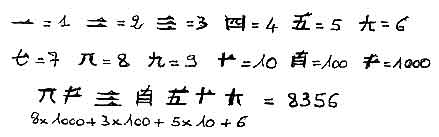 一=1 二=2 三=3 四=4 五=5 六=6
七=7 八=8 九=9 十=10 百=100 千=1000
八 千 三 百 五 十 六 = 8356
8x1000+3x100+5x10+6